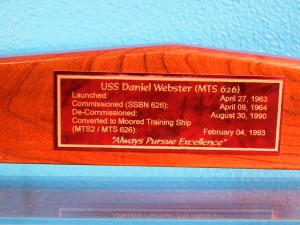 USS Daniel Webster (MTS 626)
Launched: April 27, 1963
Commissioned (SSBN 626): April 09, 1964
De-Commissioned: August 30, 1990
Converted to Moored Training Ship
(MTS2 / MTS 626): February 04, 1993
"Always Pursue Excellence"